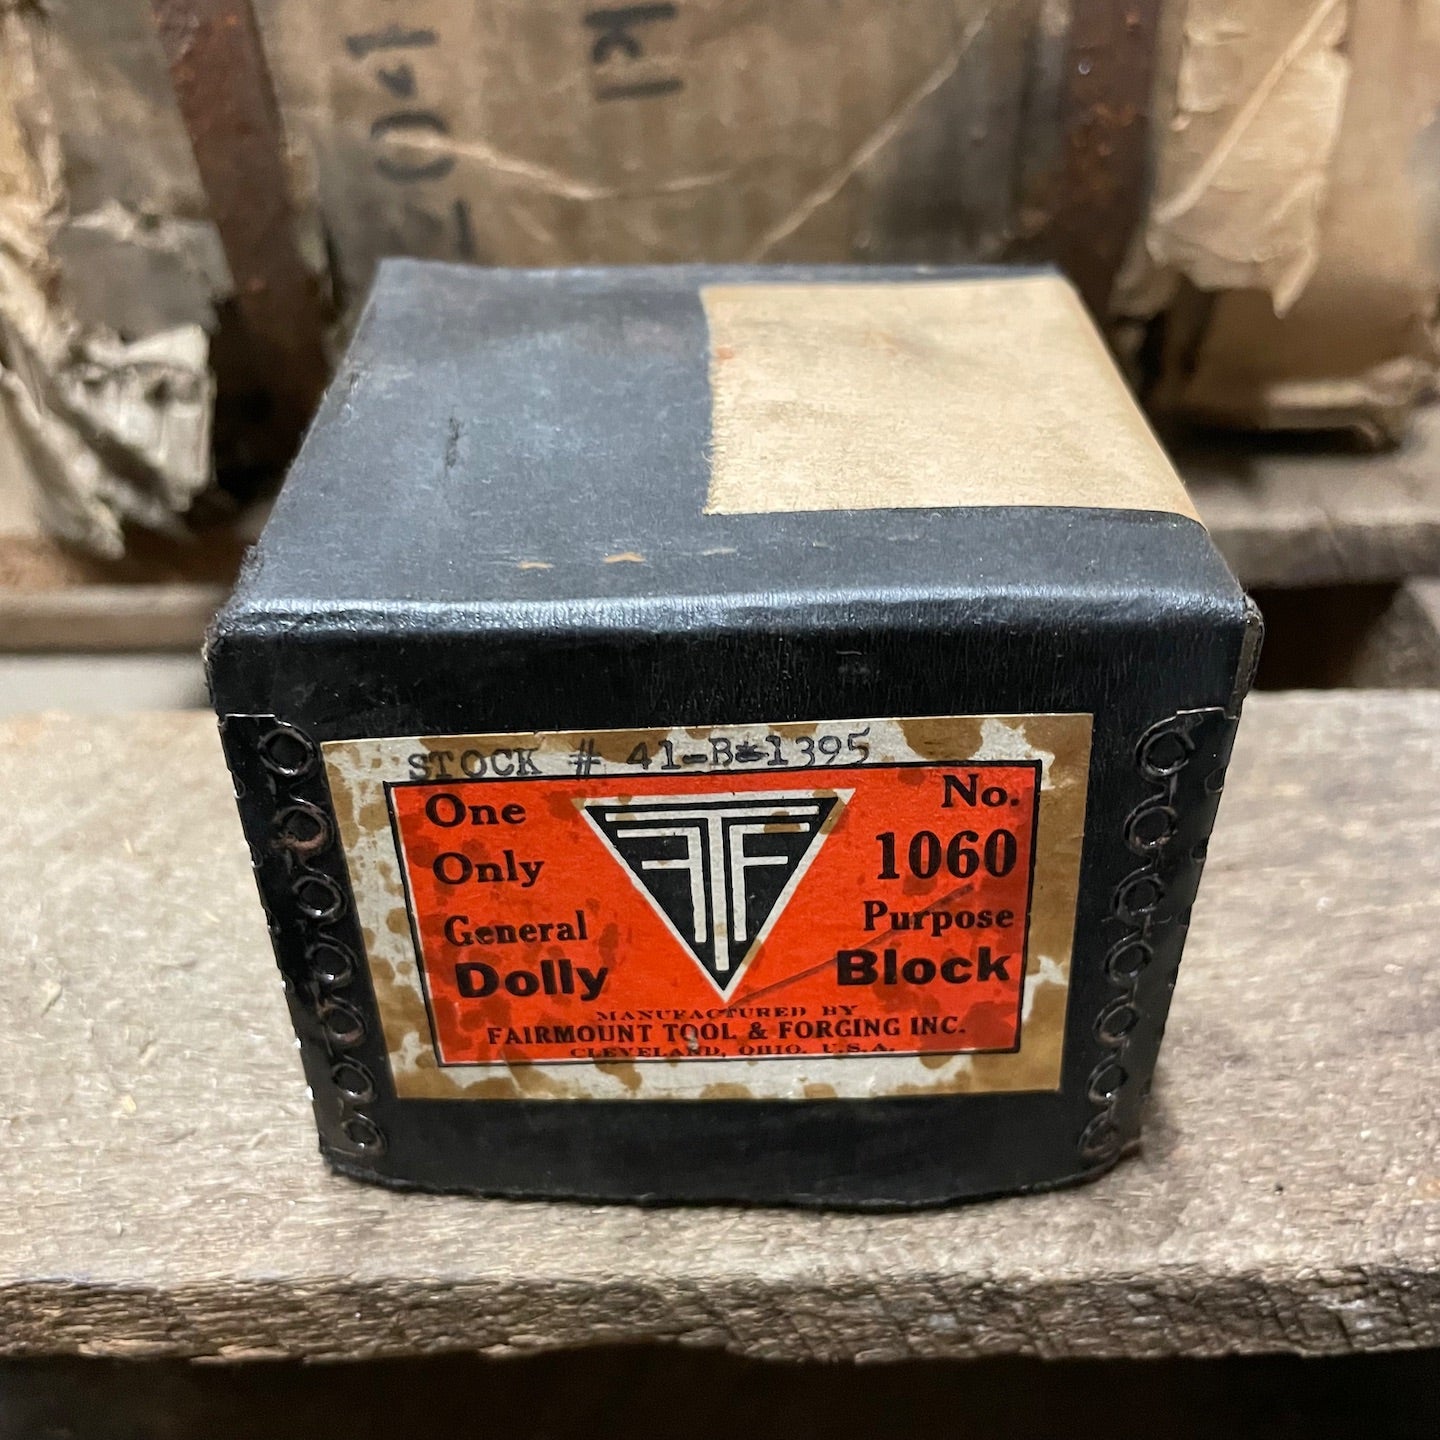 STOCK # 41-B-1395
One No.
Only 1060
General Purpose
Dolly Block
MANUFACTURED BY
FAIRMOUNT TOOL & FORGING INC.
CLEVELAND, OHIO. U.S.A.